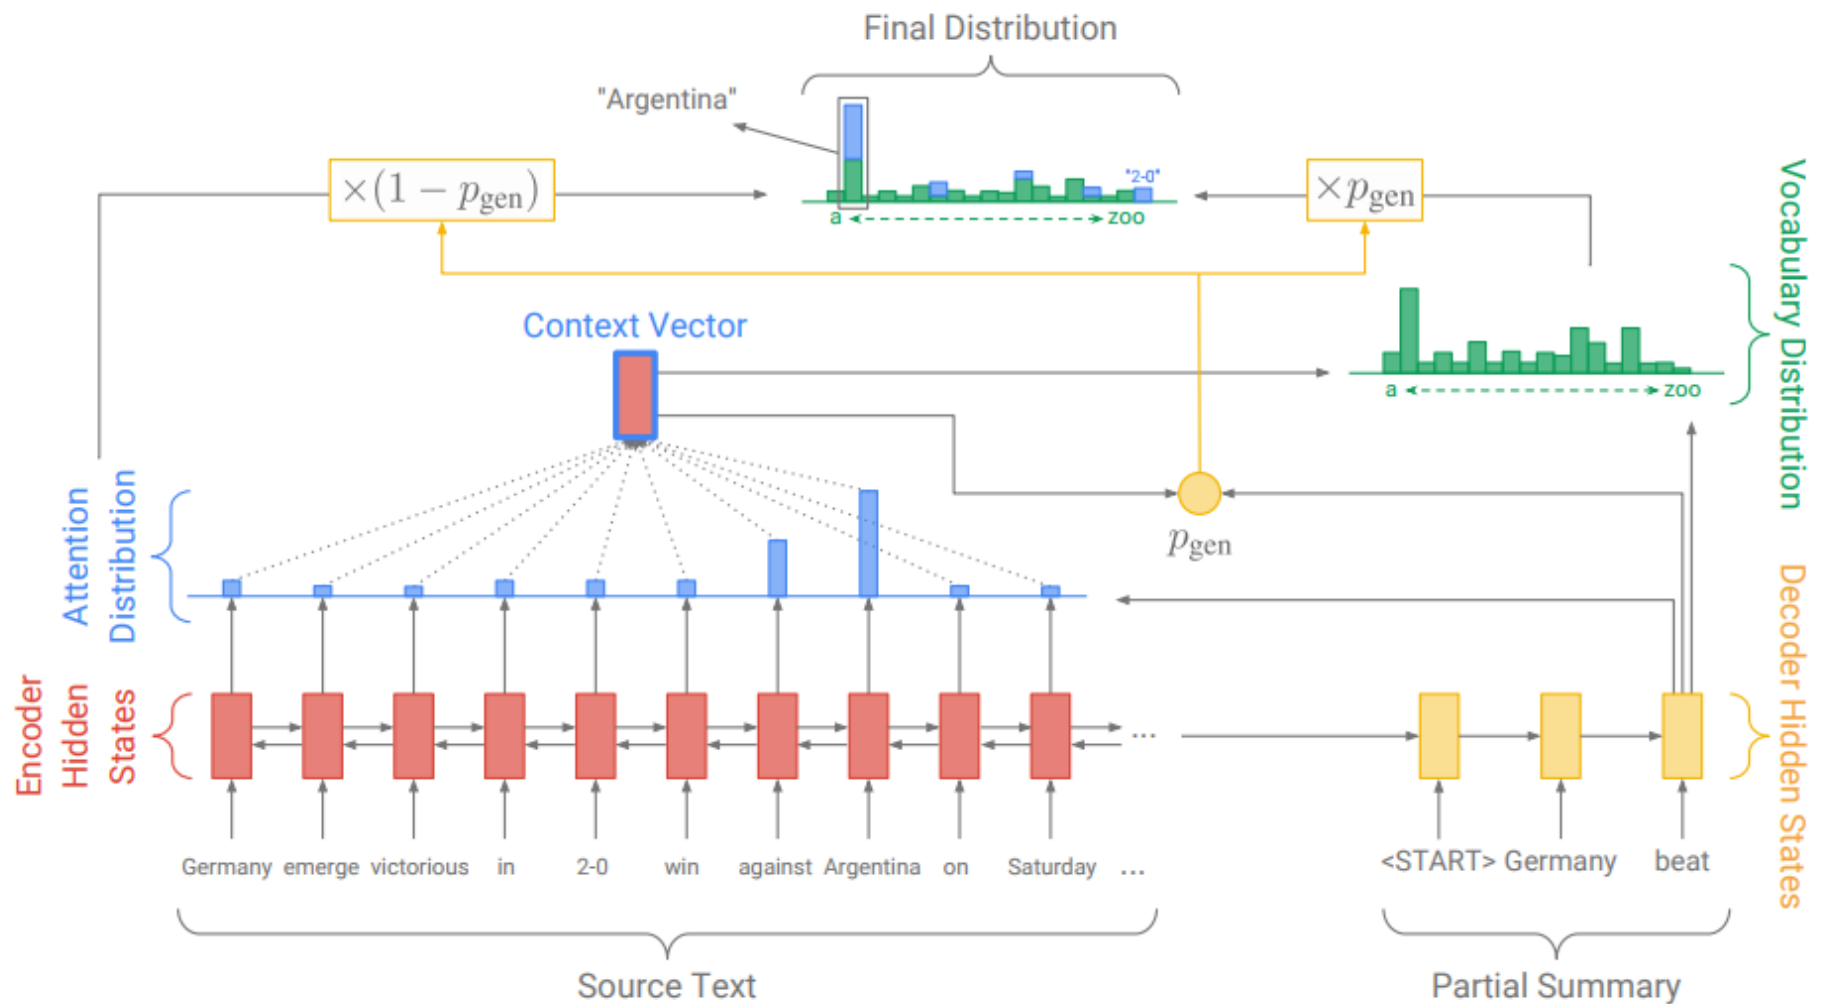 Final Distribution
"Argentina"
×(1 − pgen)
"2-0"
×pgen
a
zoo
Vocabulary Distribution
Context Vector
a
zoo
Attention
Distribution
pgen
Encoder
Hidden
States
Decoder Hidden States
...
Germany emerge victorious in 2-0 win against Argentina on Saturday ...
<START> Germany beat
Source Text
Partial Summary